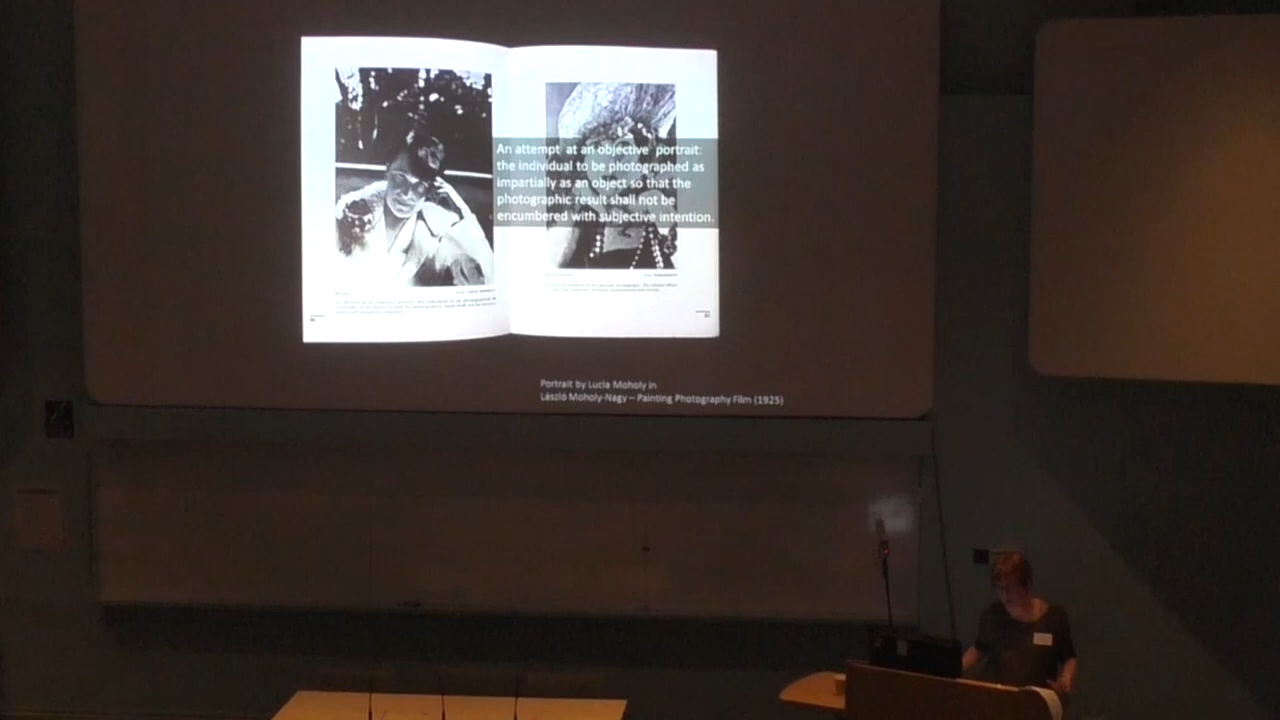 An attempt at an objective portrait:
the individual to be photographed as
impartially as an object so that the
photographic result shall not be
encumbered with subjective intention.
Portrait by Lucia Moholy in
László Moholy-Nagy – Painting Photography Film (1925)